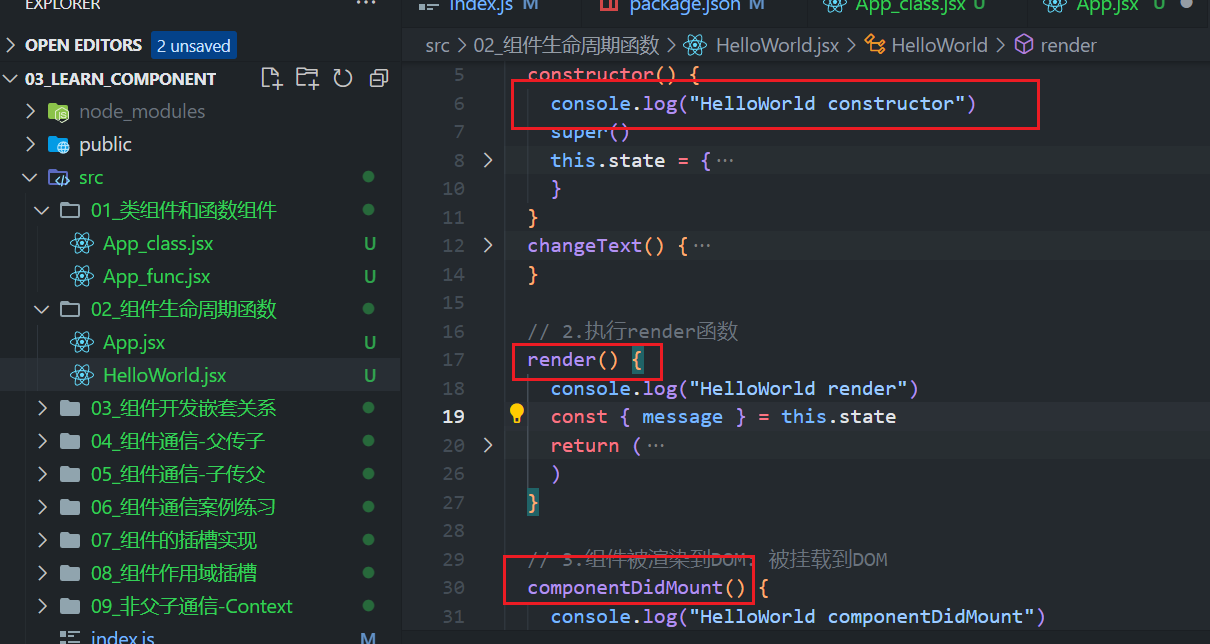 EXPLORER
index.js M
package.json M
App_class.jsx U
App.jsx U
OPEN EDITORS 2 unsaved
src > 02_组件生命周期函数 > HelloWorld.jsx > HelloWorld > render
03_LEARN_COMPONENT
node_modules
public
src
01_类组件和函数组件
App_class.jsx U
App_func.jsx U
02_组件生命周期函数
App.jsx U
HelloWorld.jsx U
03_组件开发嵌套关系
04_组件通信-父传子
05_组件通信-子传父
06_组件通信案例练习
07_组件的插槽实现
08_组件作用域插槽
09_非父子通信-Context
index.js M
5 constructor() {
6 console.log("HelloWorld constructor")
7 super()
8 this.state = {…
10 }
11 }
12 changeText() {…
14 }
15
16 // 2.执行render函数
17 render() {
18 console.log("HelloWorld render")
19 const { message } = this.state
20 return (…
26 )
27 }
28
29 // 3.组件被渲染到DOM: 被挂载到DOM
30 componentDidMount() {
31 console.log("HelloWorld componentDidMount")